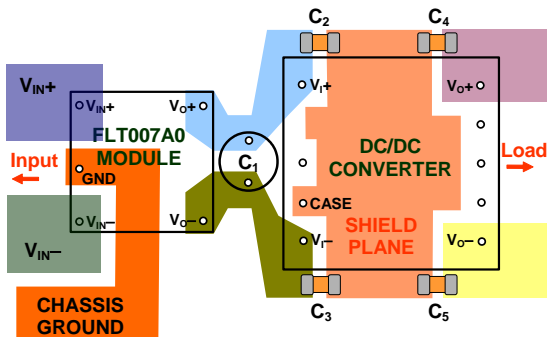 C2
C4
VIN+
VIN+
VO+
VI+
VO+
FLT007A0
MODULE
DC/DC
CONVERTER
Input
C1
Load
GND
CASE
VIN−
VIN−
VO−
SHIELD
PLANE
VI−
VO−
CHASSIS
GROUND
C3
C5